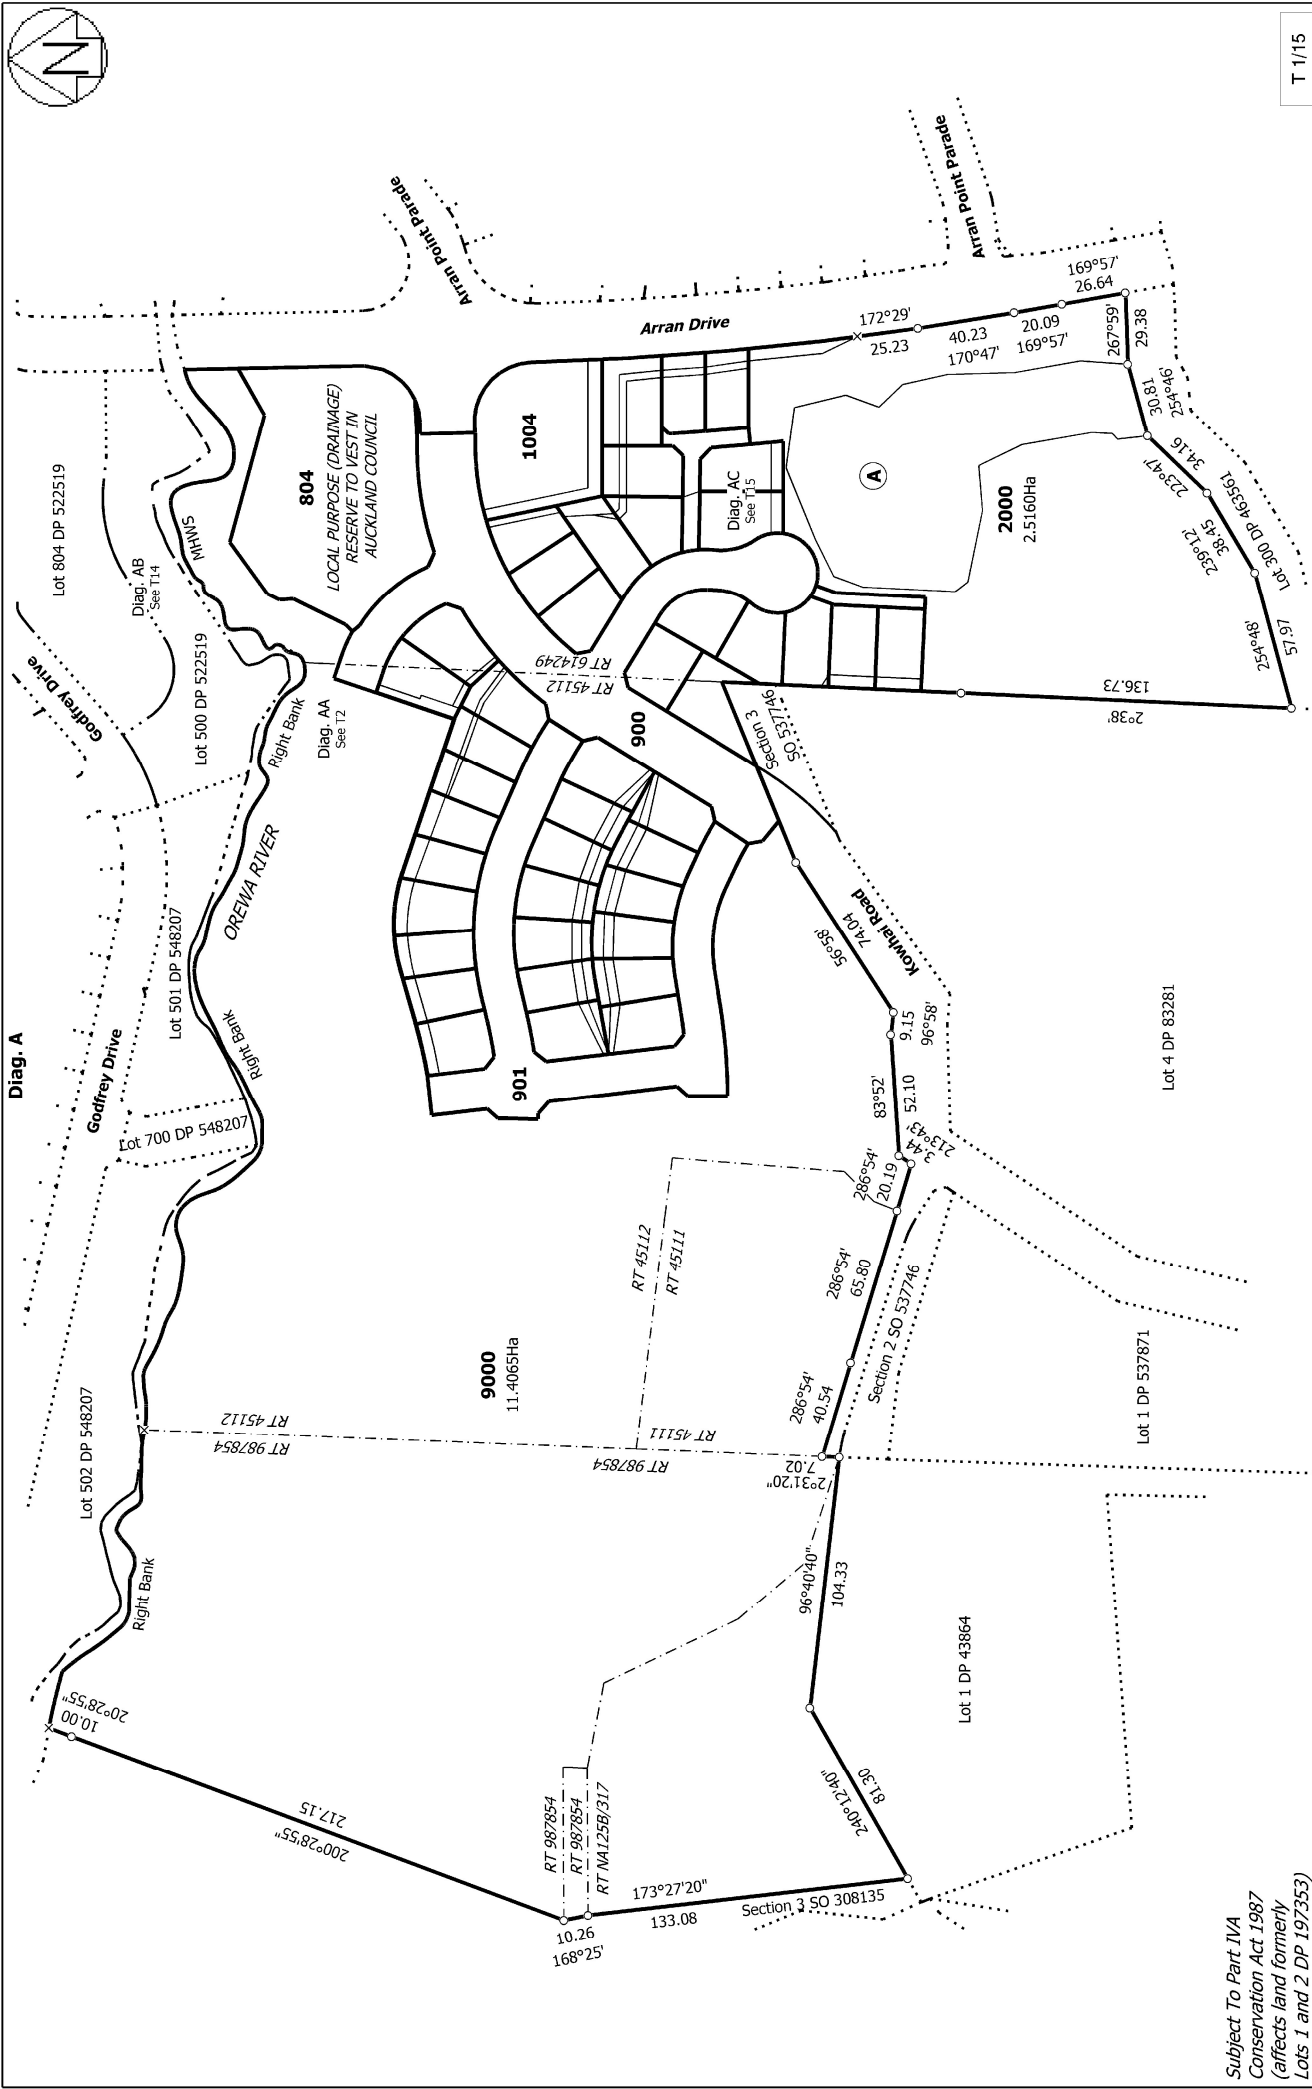 Diag. A
N
T 1/15
Lot 502 DP 548207
Godfrey Drive
Lot 700 DP 548207
Lot 501 DP 548207
Godfrey Drive
Lot 500 DP 522519
Diag. AB
See T14
Lot 804 DP 522519
Right Bank
Right Bank
OREWA RIVER
Right Bank
Diag. AA
See T2
MHWS
804
LOCAL PURPOSE (DRAINAGE)
RESERVE TO VEST IN
AUCKLAND COUNCIL
Arran Point Parade
Arran Drive
Arran Point Parade
1004
Diag. AC
See T15
A
2000
2.5160Ha
900
901
RT 614249
RT 45112
Section 3
SO 537746
Kowhai Road
9000
11.4065Ha
RT 45112
RT 987854
RT 45112
RT 45111
RT 45111
RT 987854
RT 987854
RT 987854
RT NA125B/317
10.00
20°28'55"
217.15
200°28'55"
10.26
168°25'
173°27'20"
133.08
Section 3 SO 308135
240°12'40"
81.30
96°40'40"
104.33
7.02
2°31'20"
286°54'
40.54
286°54'
65.80
286°54'
20.19
3.44
213°43'
83°52'
52.10
9.15
96°58'
56°58'
74.04
Section 2 SO 537746
Lot 1 DP 43864
Lot 1 DP 537871
Lot 4 DP 83281
136.73
2°38'
172°29'
25.23
40.23
170°47'
20.09
169°57'
169°57'
26.64
267°59'
29.38
30.81
254°46'
34.16
223°47'
38.45
239°12'
254°48'
57.97
Lot 300 DP 463561
Subject To Part IVA
Conservation Act 1987
(affects land formerly
Lots 1 and 2 DP 197353)